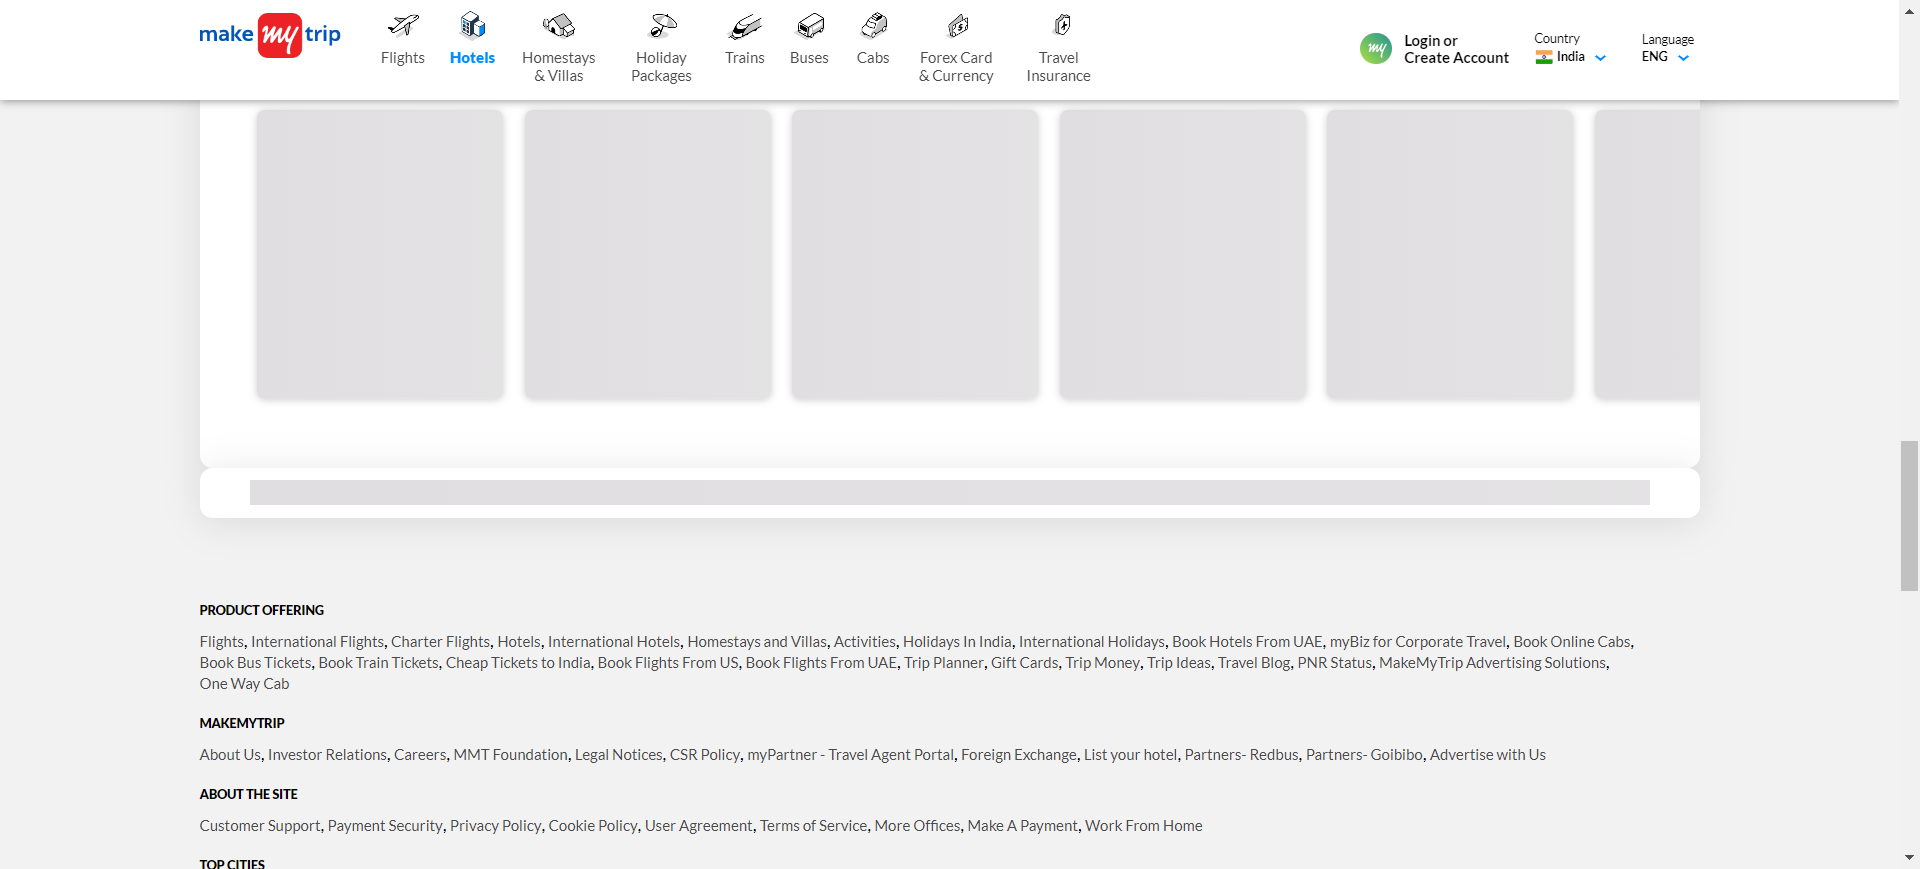 make my trip
Flights
Hotels
Homestays
& Villas
Holiday
Packages
Trains
Buses
Cabs
Forex Card
& Currency
Travel
Insurance
my
Login or
Create Account
Country
India
Language
ENG
PRODUCT OFFERING
Flights, International Flights, Charter Flights, Hotels, International Hotels, Homestays and Villas, Activities, Holidays In India, International Holidays, Book Hotels From UAE, myBiz for Corporate Travel, Book Online Cabs,
Book Bus Tickets, Book Train Tickets, Cheap Tickets to India, Book Flights From US, Book Flights From UAE, Trip Planner, Gift Cards, Trip Money, Trip Ideas, Travel Blog, PNR Status, MakeMyTrip Advertising Solutions,
One Way Cab
MAKEMYTRIP
About Us, Investor Relations, Careers, MMT Foundation, Legal Notices, CSR Policy, myPartner - Travel Agent Portal, Foreign Exchange, List your hotel, Partners- Redbus, Partners- Goibibo, Advertise with Us
ABOUT THE SITE
Customer Support, Payment Security, Privacy Policy, Cookie Policy, User Agreement, Terms of Service, More Offices, Make A Payment, Work From Home
TOP CITIES